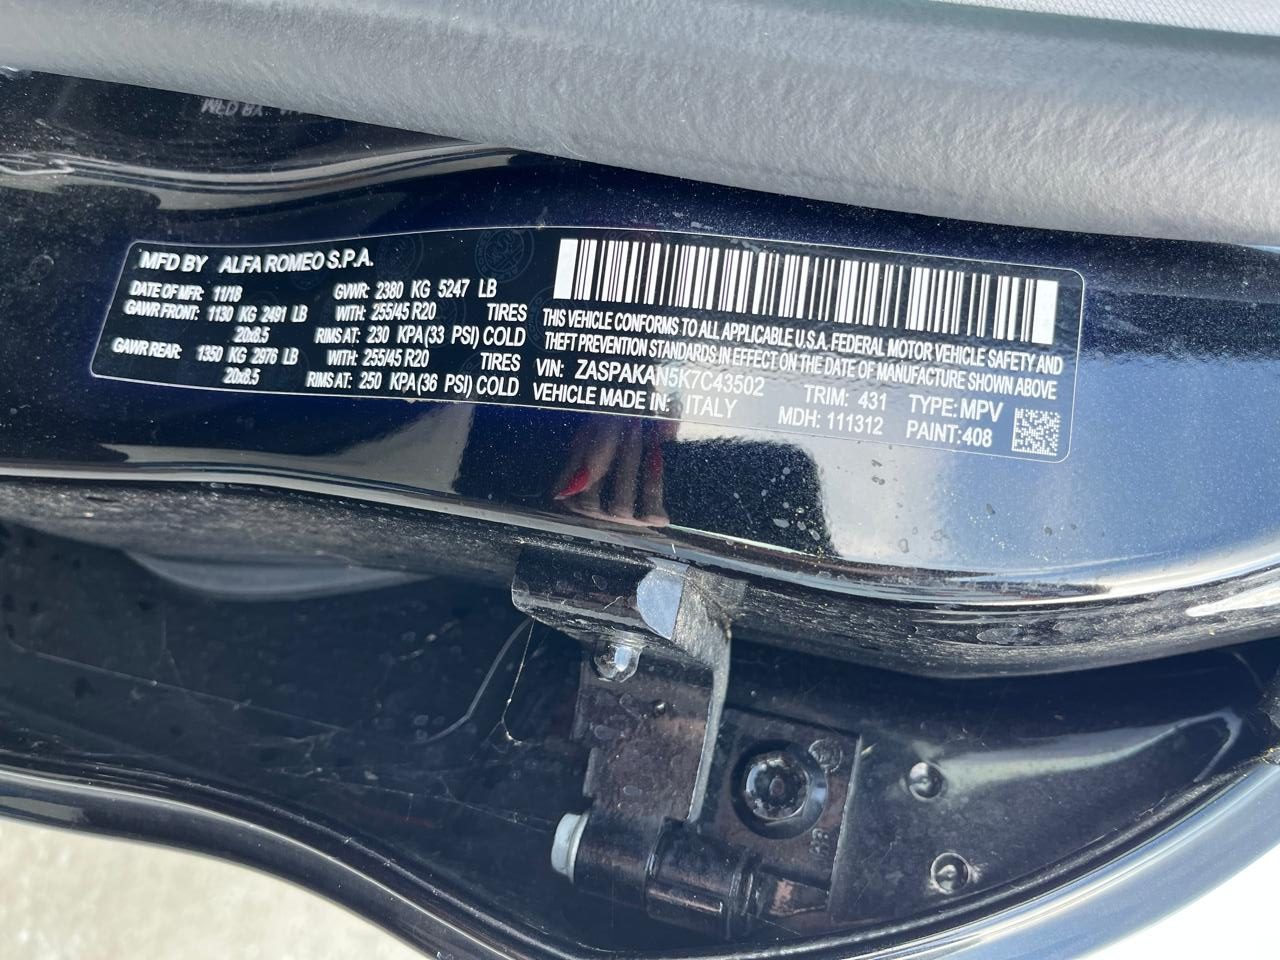 MFD BY ALFA ROMEO S.P.A.
DATE OF MFR: 11/18 GVWR: 2380 KG 5247 LB
GAWR FRONT: 1130 KG 2491 LB WITH: 255/45 R20 TIRES
20x8.5 RIMS AT: 230 KPA(33 PSI) COLD
GAWR REAR: 1350 KG 2976 LB WITH: 255/45 R20 TIRES
20x8.5 RIMS AT: 250 KPA(36 PSI) COLD
THIS VEHICLE CONFORMS TO ALL APPLICABLE U.S.A. FEDERAL MOTOR VEHICLE SAFETY AND
THEFT PREVENTION STANDARDS IN EFFECT ON THE DATE OF MANUFACTURE SHOWN ABOVE
VIN: ZASPAKAN5K7C43502 TRIM: 431 TYPE: MPV
VEHICLE MADE IN: ITALY MDH: 111312 PAINT: 408